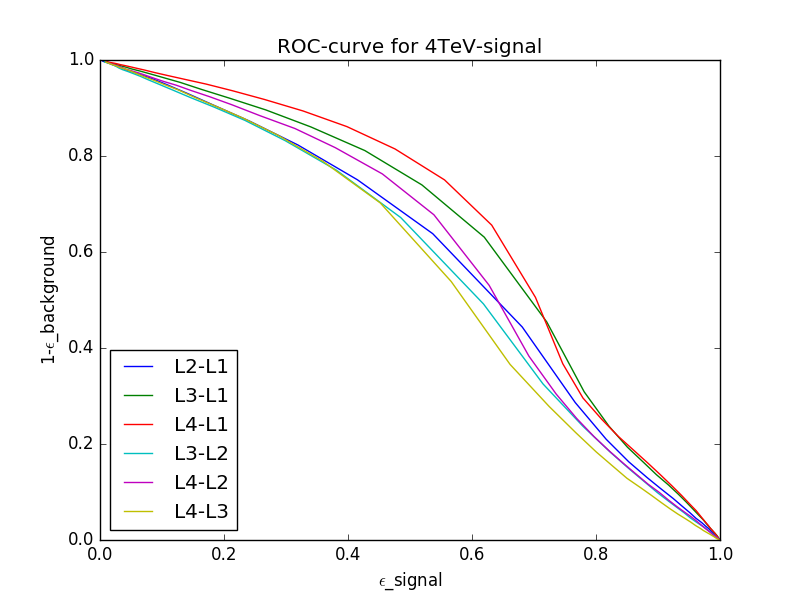 ROC-curve for 4TeV-signal
1.0
0.8
0.6
0.4
0.2
0.0
1-ϵ_background
L2-L1
L3-L1
L4-L1
L3-L2
L4-L2
L4-L3
0.0 0.2 0.4 0.6 0.8 1.0
ϵ_signal